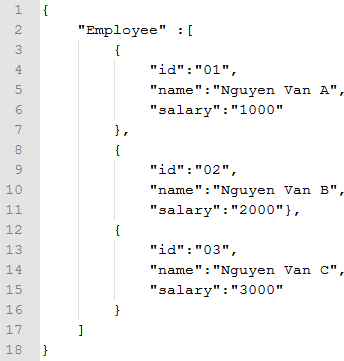 1 {
2     "Employee" :[
3         {
4             "id":"01",
5             "name":"Nguyen Van A",
6             "salary":"1000"
7         },
8         {
9             "id":"02",
10             "name":"Nguyen Van B",
11             "salary":"2000"},
12         {
13             "id":"03",
14             "name":"Nguyen Van C",
15             "salary":"3000"
16         }
17     ]
18 }